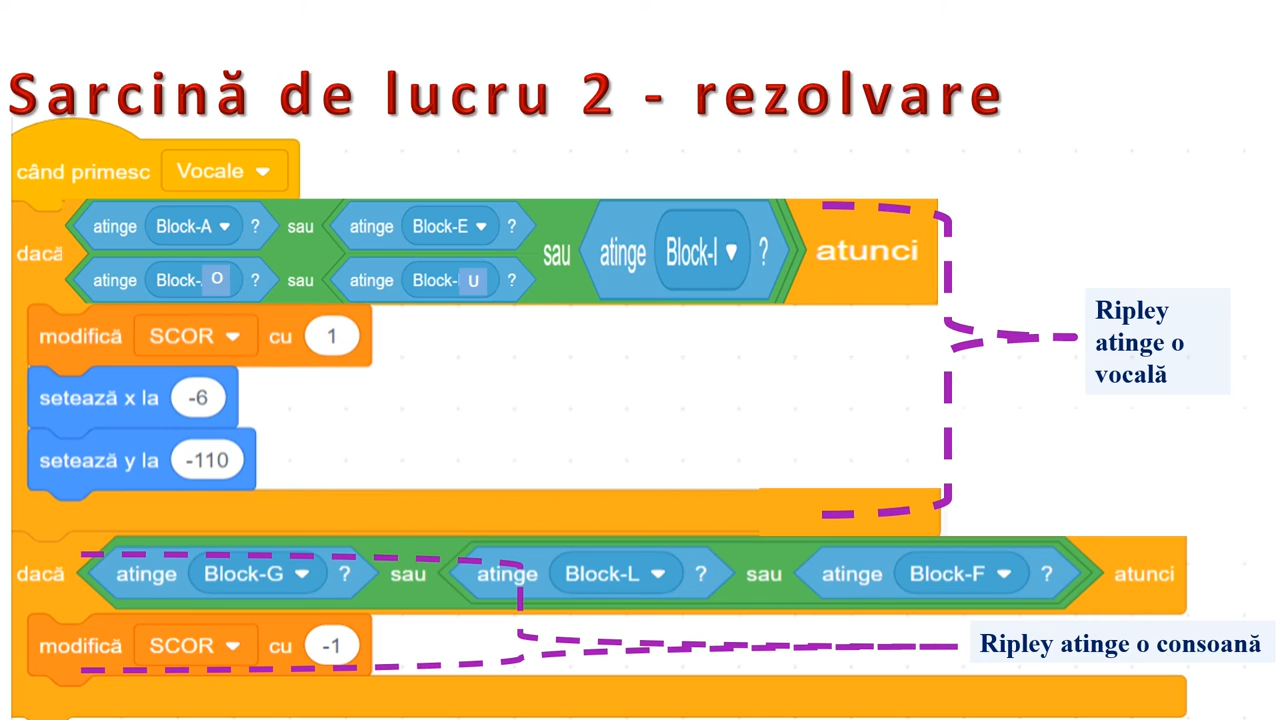 Sarcină de lucru 2 - rezolvare
când primesc Vocale
dacă atinge Block-A ? sau atinge Block-E ? sau atinge Block-I ? atunci
atinge Block- O ? sau atinge Block- U ?
modifică SCOR cu 1
setează x la -6
setează y la -110
Ripley
atinge o
vocală
dacă atinge Block-G ? sau atinge Block-L ? sau atinge Block-F ? atunci
modifică SCOR cu -1
Ripley atinge o consoană